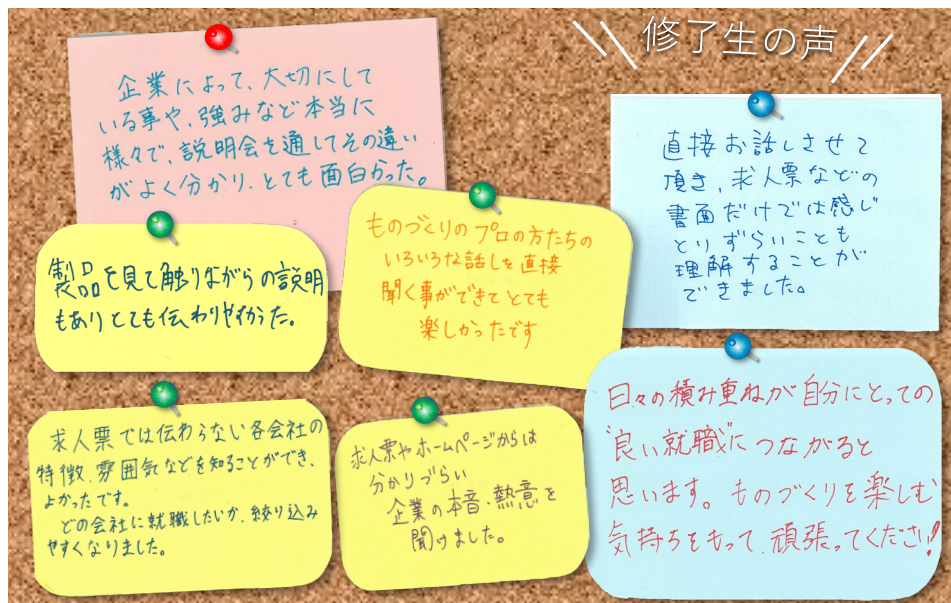 修了生の声
企業によって、大切にして
いる事や、強みなど本当に
様々で、説明会を通してその違い
がよく分かり、とても面白かった。
直接お話しさせて
頂き、求人票などの
書面だけでは感じ
とりずらいことも
理解することが
できました。
製品を見て触りながらの説明
もありとても伝わりやすかった。
ものづくりのプロの方たちの
いろいろな話しを直接
聞く事ができてとても
楽しかったです
求人票では伝わらない各会社の
特徴、雰囲気などを知ることができ、
よかったです。
どの会社に就職したいか、絞り込み
やすくなりました。
求人票やホームページからは
分かりづらい
企業の本音・熱意を
聞けました。
日々の積み重ねが自分にとっての
"良い就職"につながると
思います。ものづくりを楽しむ
気持ちをもって、頑張ってください!